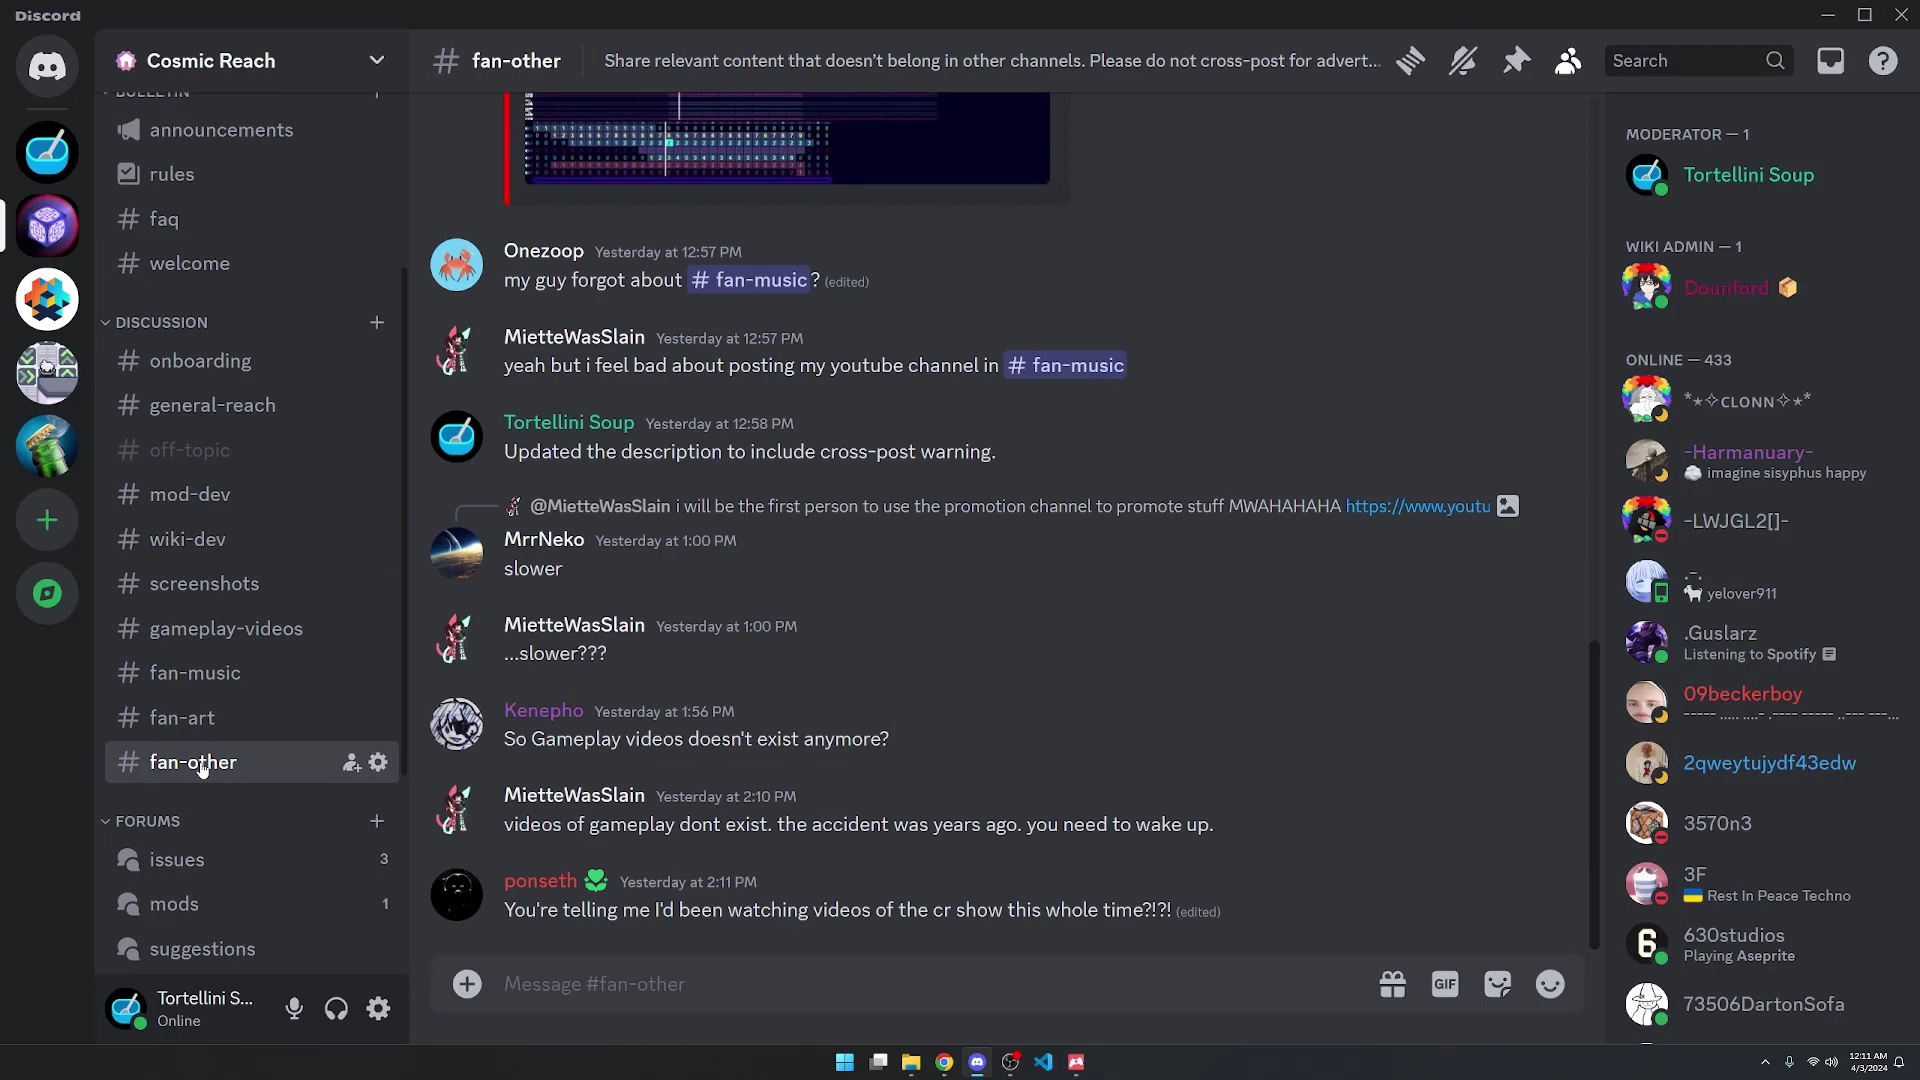 Discord
Cosmic Reach
BULLETIN
announcements
rules
faq
welcome
DISCUSSION
onboarding
general-reach
off-topic
mod-dev
wiki-dev
screenshots
gameplay-videos
fan-music
fan-art
fan-other
FORUMS
issues 3
mods 1
suggestions
Tortellini S...
Online
fan-other
Share relevant content that doesn't belong in other channels. Please do not cross-post for advert...
Search
Onezoop Yesterday at 12:57 PM
my guy forgot about # fan-music? (edited)
MietteWasSlain Yesterday at 12:57 PM
yeah but i feel bad about posting my youtube channel in # fan-music
Tortellini Soup Yesterday at 12:58 PM
Updated the description to include cross-post warning.
@MietteWasSlain i will be the first person to use the promotion channel to promote stuff MWAHAHAHA https://www.youtu
MrrNeko Yesterday at 1:00 PM
slower
MietteWasSlain Yesterday at 1:00 PM
...slower???
Kenepho Yesterday at 1:56 PM
So Gameplay videos doesn't exist anymore?
MietteWasSlain Yesterday at 2:10 PM
videos of gameplay dont exist. the accident was years ago. you need to wake up.
ponseth Yesterday at 2:11 PM
You're telling me I'd been watching videos of the cr show this whole time?!?! (edited)
Message #fan-other
GIF
MODERATOR — 1
Tortellini Soup
WIKI ADMIN — 1
Dounford
ONLINE — 433
*⋆✧CLONN✧⋆*
-Harmanuary-
imagine sisyphus happy
-LWJGL2[]-
yelover911
.Guslarz
Listening to Spotify
09beckerboy
2qweytujydf43edw
3570n3
3F
Rest In Peace Techno
630studios
Playing Aseprite
73506DartonSofa
12:11 AM
4/3/2024